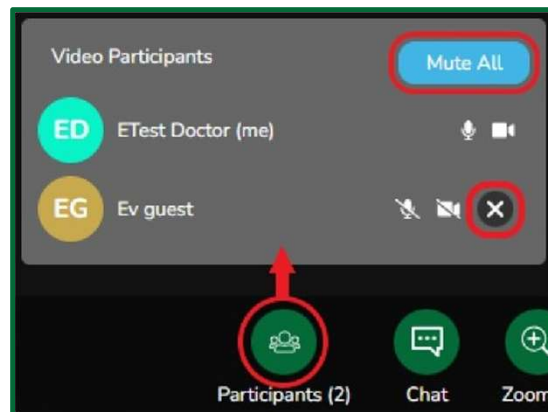 Video Participants
Mute All
ED
ETest Doctor (me)
EG
Ev guest
Participants (2)
Chat
Zoom